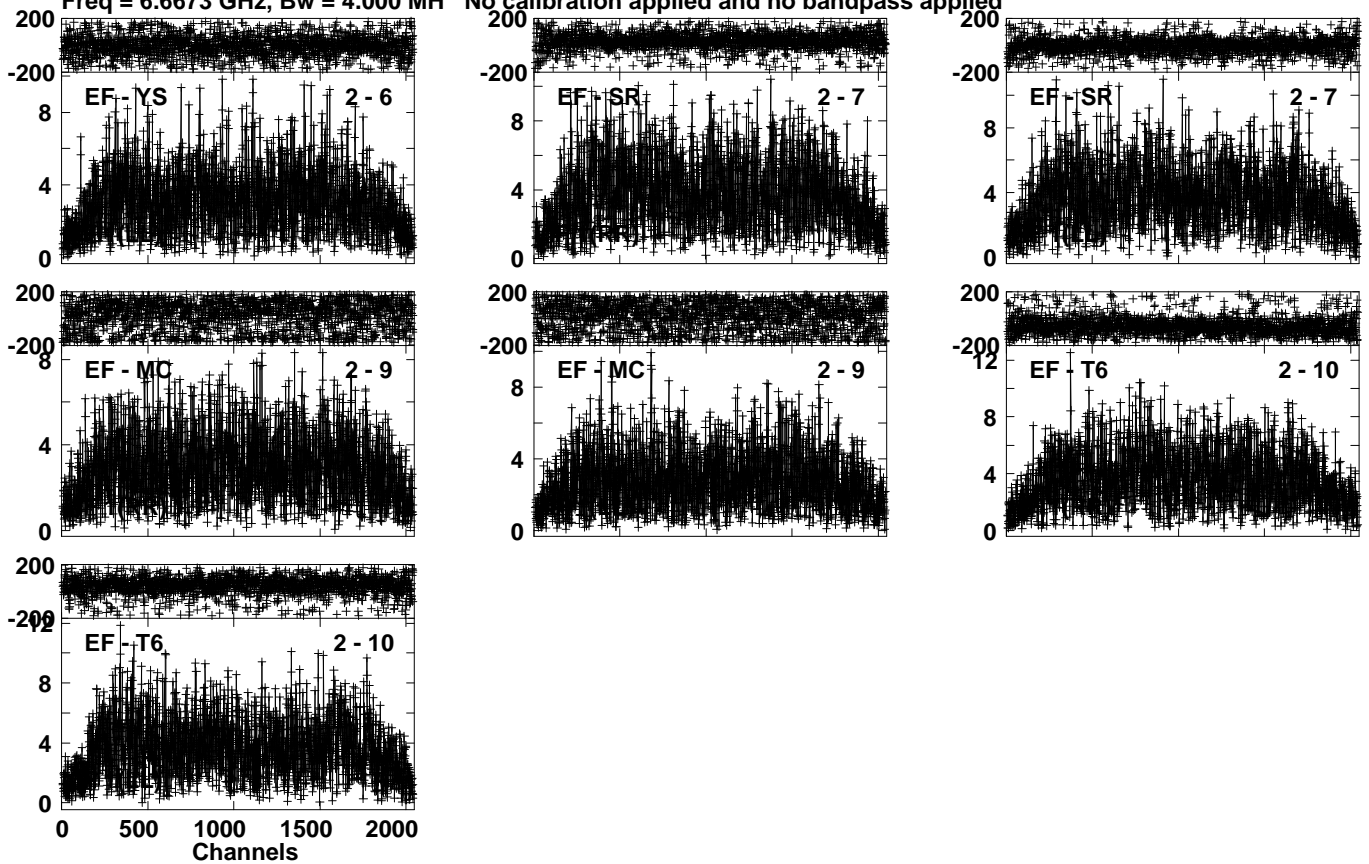 Freq = 6.6673 GHz, Bw = 4.000 MH No calibration applied and no bandpass applied
200 200 200
-200 -200 -200
EF - YS 2 - 6 EF - SR 2 - 7 EF - SR 2 - 7
8 8 8
4 4 4
0 0 0
200 200 200
-200 -200 -200
8 12
EF - MC 2 - 9 EF - MC 2 - 9 EF - T6 2 - 10
8 8
4 4 4
0 0 0
200
-200
12
EF - T6 2 - 10
8
4
0
0 500 1000 1500 2000
Channels